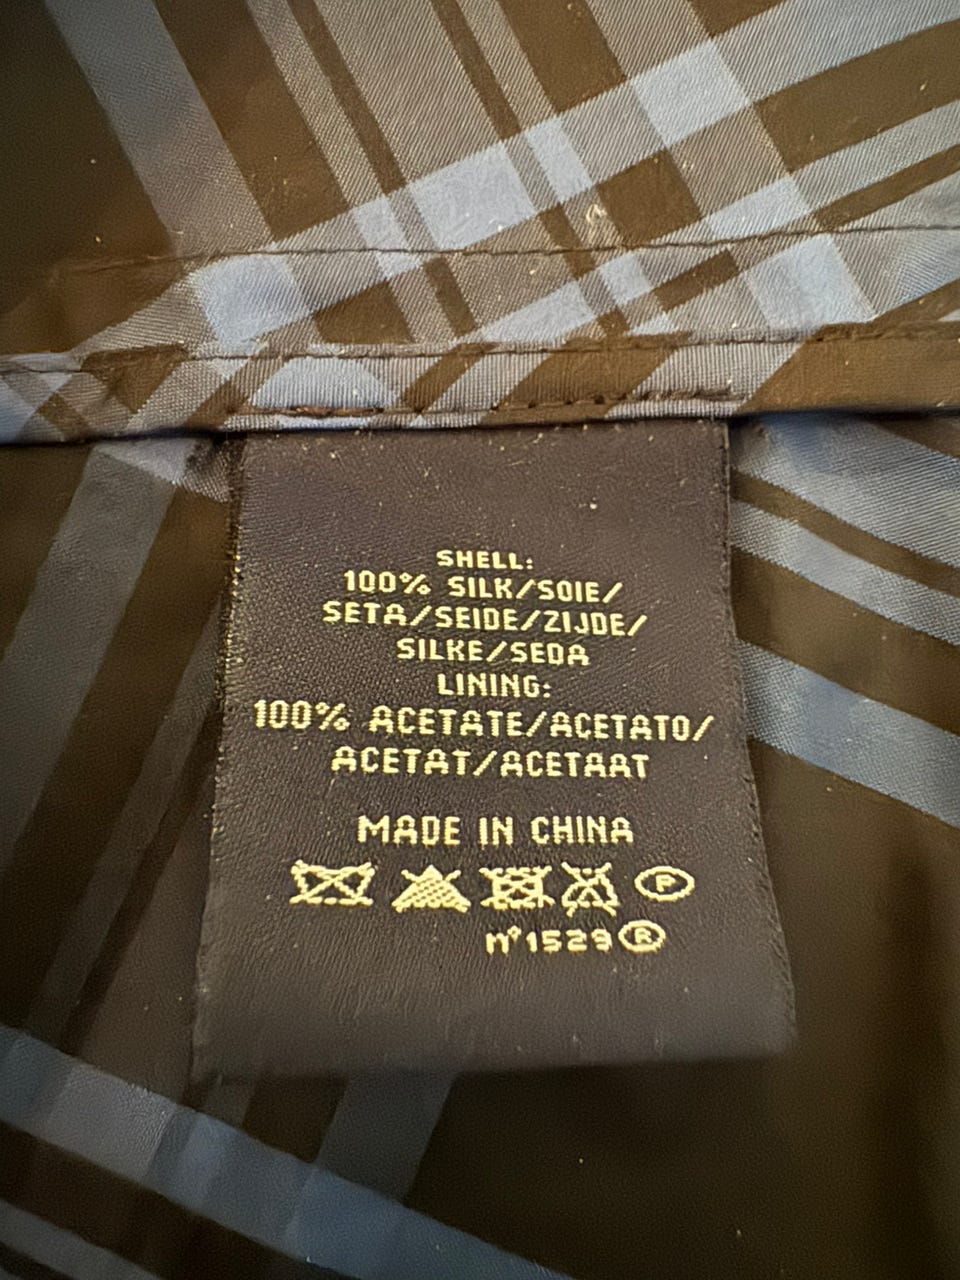 SHELL:
100% SILK/SOIE/
SETA/SEIDE/ZIJDE/
SILKE/SEDA
LINING:
100% ACETATE/ACETATO/
ACETAT/ACETAAT
MADE IN CHINA
P
n° 1529 ®